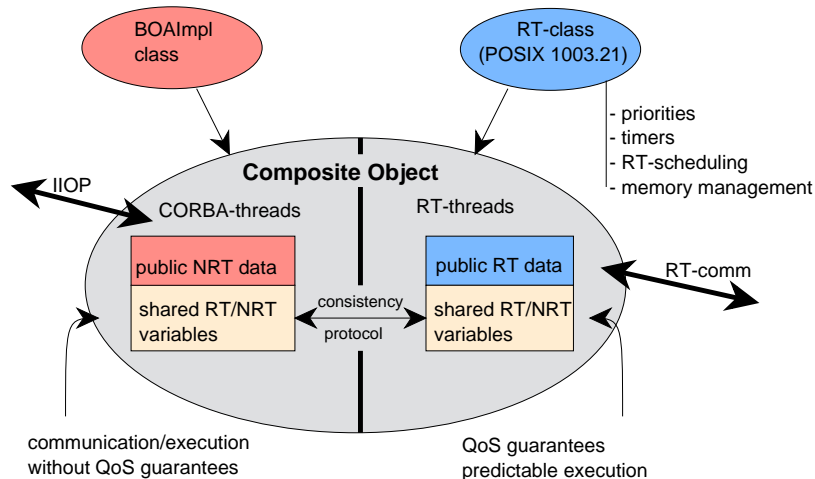 BOAImpl
class
RT-class
(POSIX 1003.21)
- priorities
- timers
- RT-scheduling
- memory management
Composite Object
IIOP
CORBA-threads
RT-threads
public NRT data
public RT data
RT-comm
shared RT/NRT
variables
consistency
protocol
shared RT/NRT
variables
communication/execution
without QoS guarantees
QoS guarantees
predictable execution